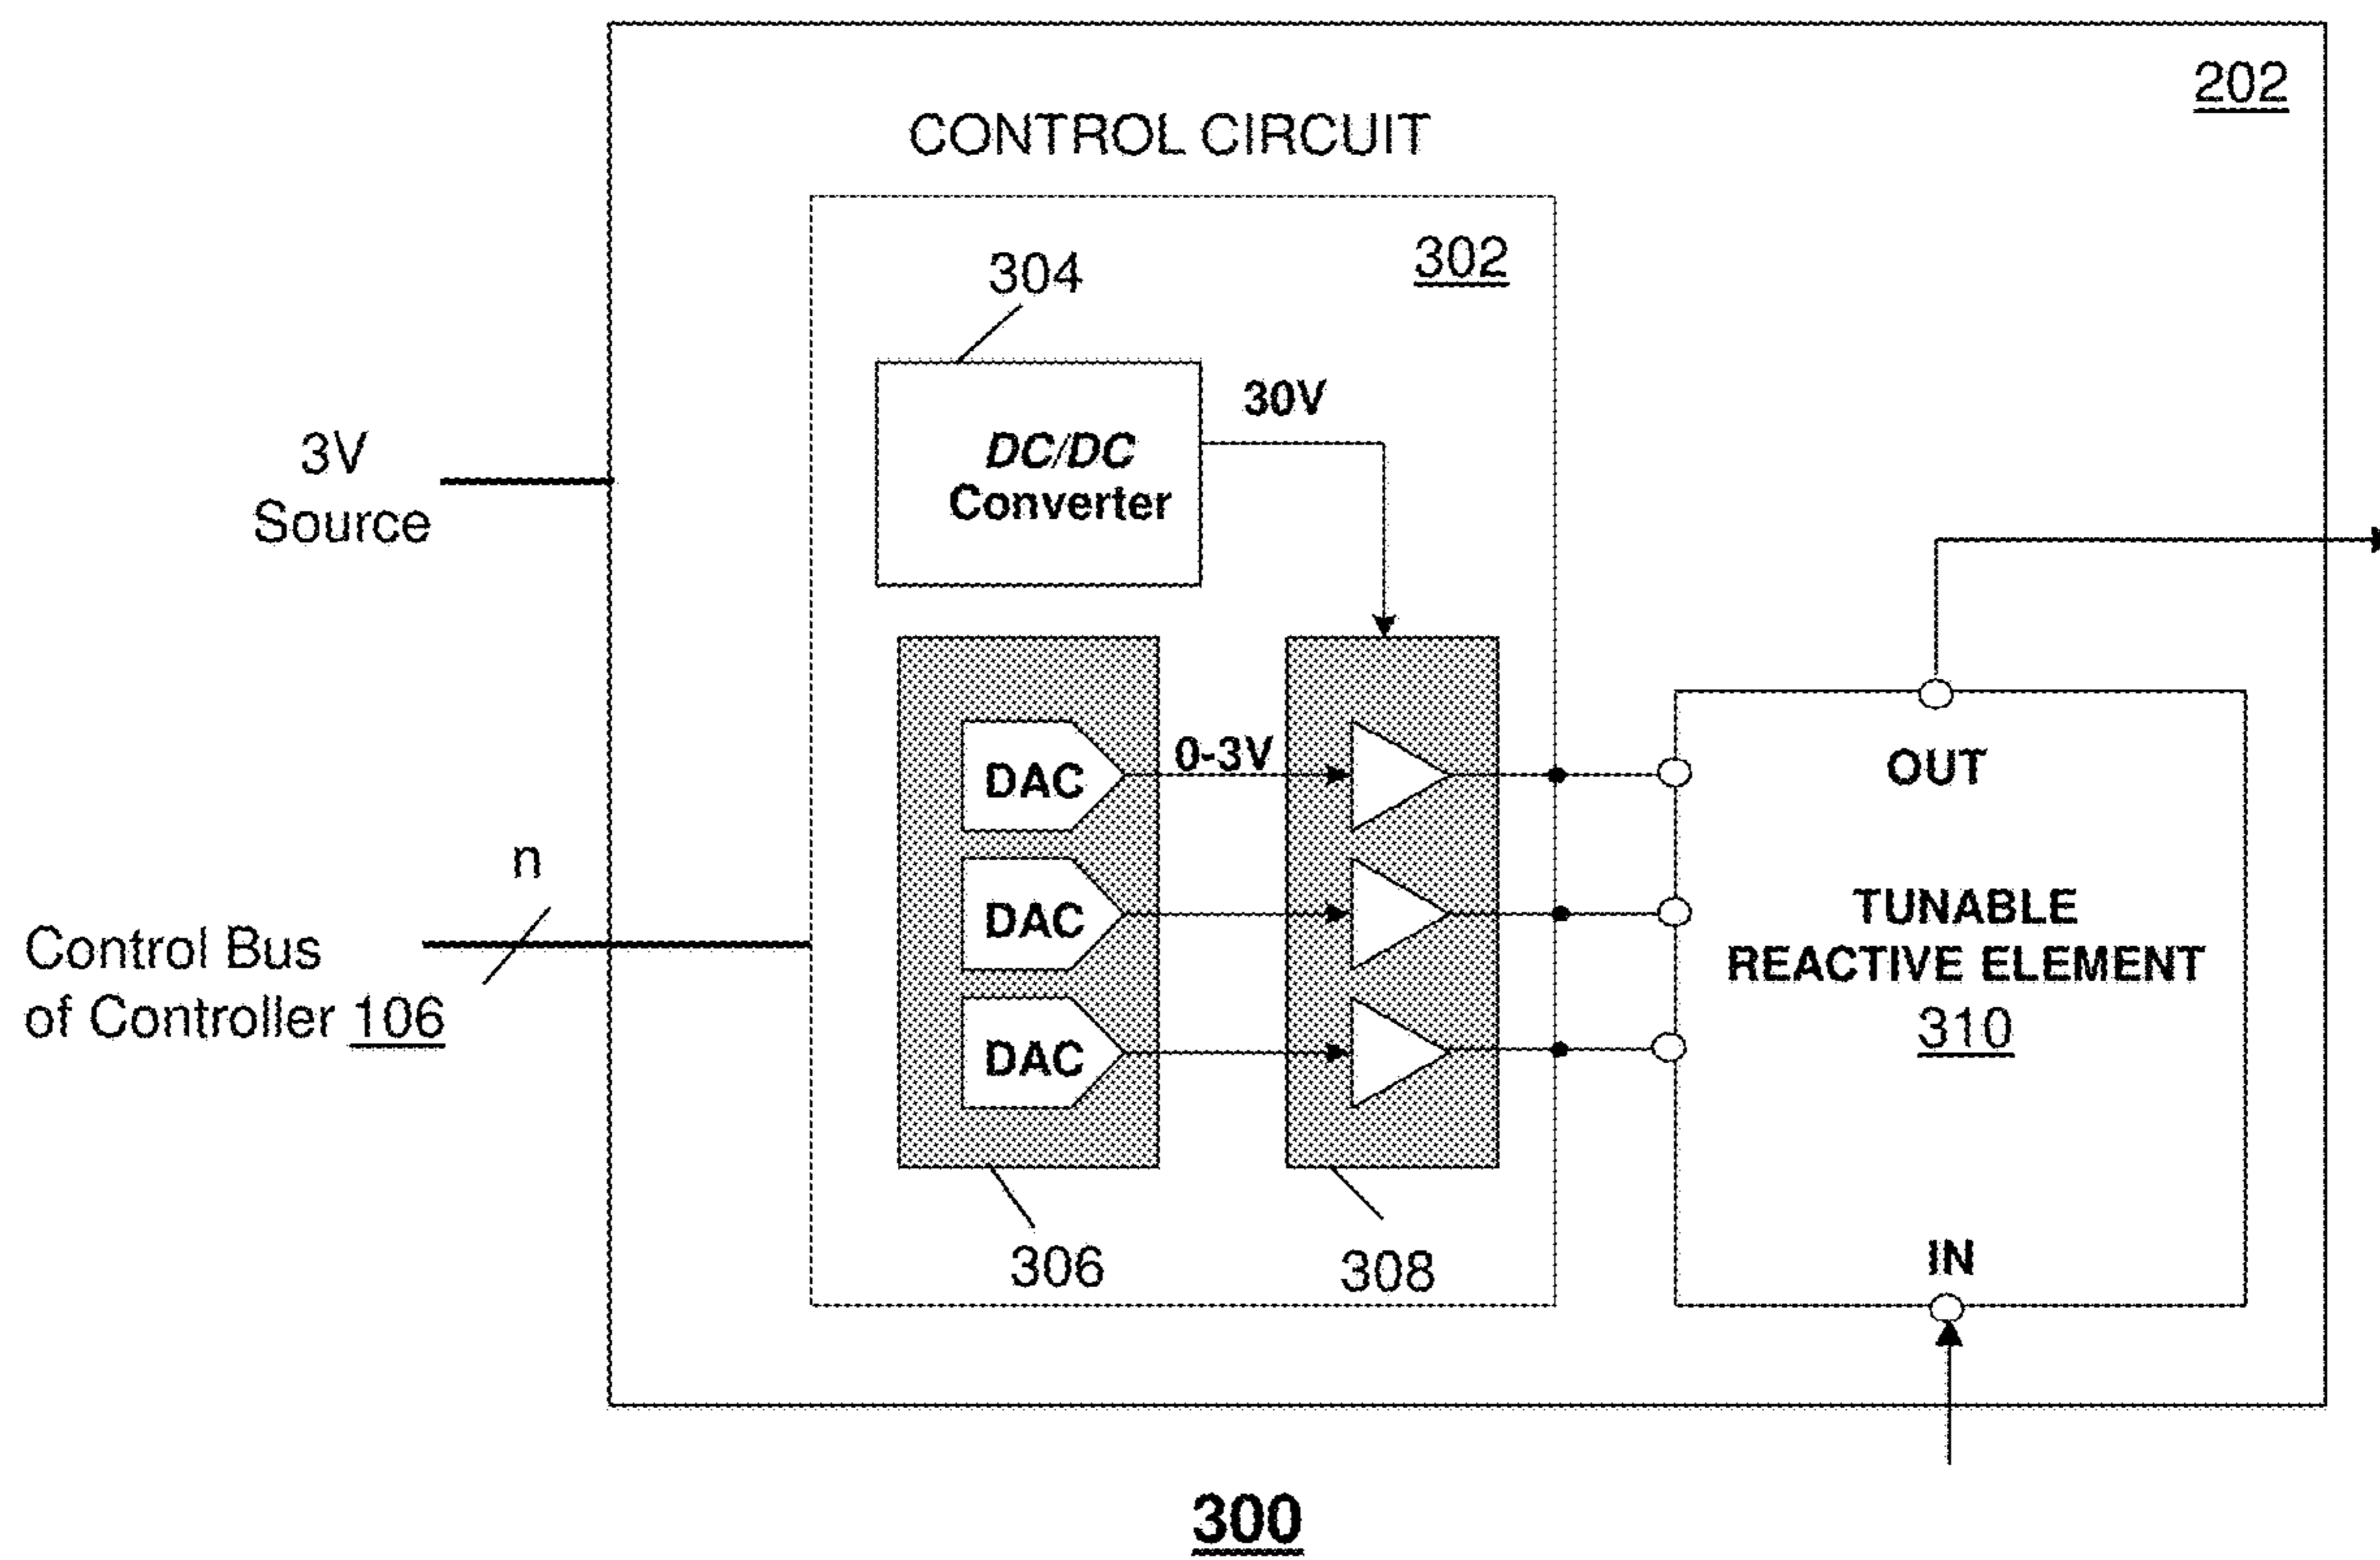 202
CONTROL CIRCUIT
302
304
30V
DC/DC
Converter
3V
Source
0-3V
DAC
DAC
DAC
OUT
TUNABLE
REACTIVE ELEMENT
310
IN
n
Control Bus
of Controller 106
306
308
300